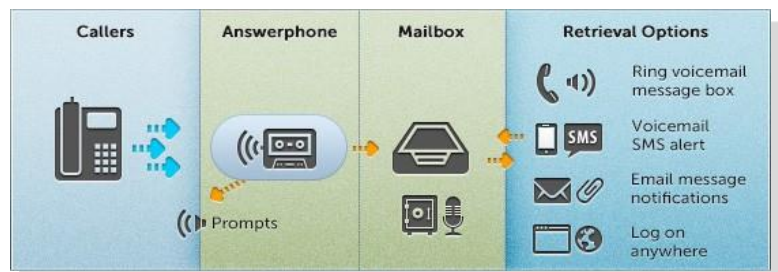 Callers
Answerphone
Mailbox
Retrieval Options
Ring voicemail
message box
Voicemail
SMS alert
SMS
Email message
notifications
Log on
anywhere
Prompts